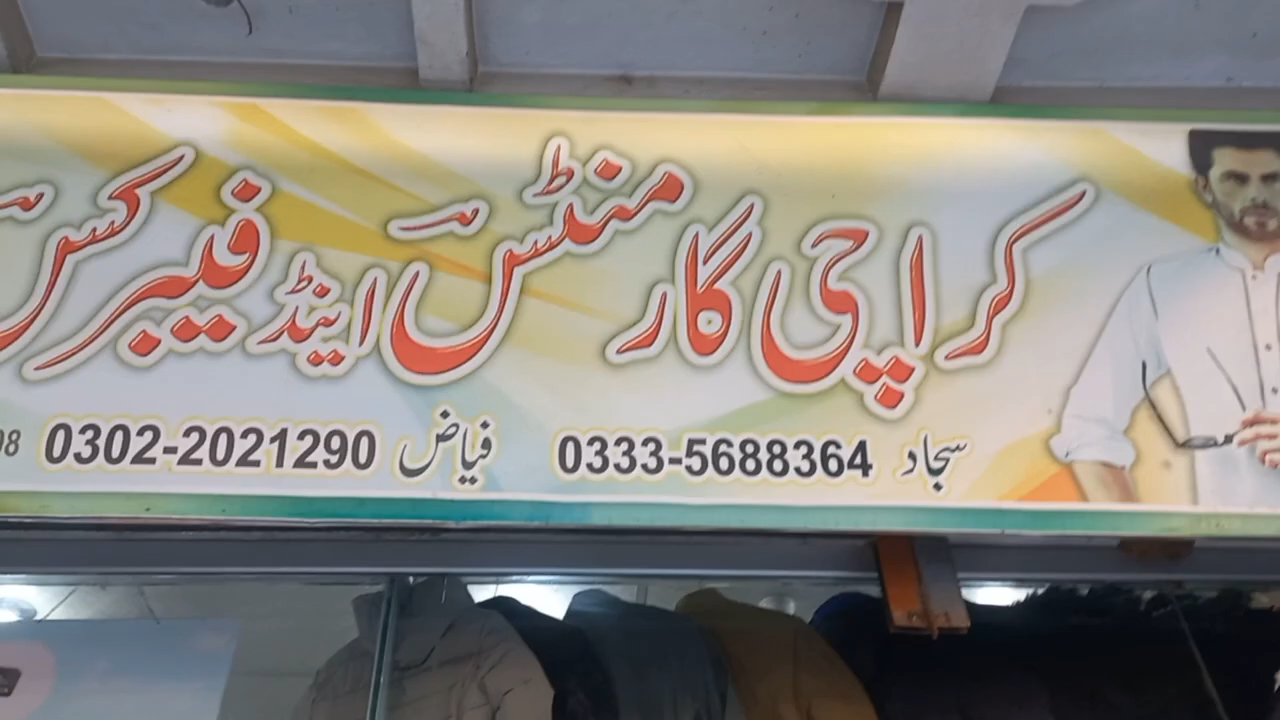 کراچی گارمنٹس اینڈ فیبرکس
سجاد 0333-5688364 فیاض 0302-2021290